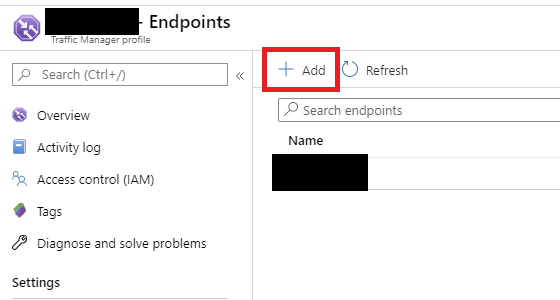 - Endpoints
Traffic Manager profile
Search (Ctrl+/)
«
Add
Refresh
Overview
Search endpoints
Activity log
Name
Access control (IAM)
Tags
Diagnose and solve problems
Settings